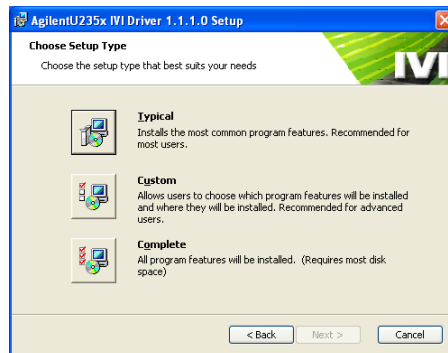 AgilentU235x IVI Driver 1.1.1.0 Setup
Choose Setup Type
Choose the setup type that best suits your needs
IVI
Typical
Installs the most common program features. Recommended for
most users.
Custom
Allows users to choose which program features will be installed
and where they will be installed. Recommended for advanced
users.
Complete
All program features will be installed. (Requires most disk
space)
< Back Next > Cancel